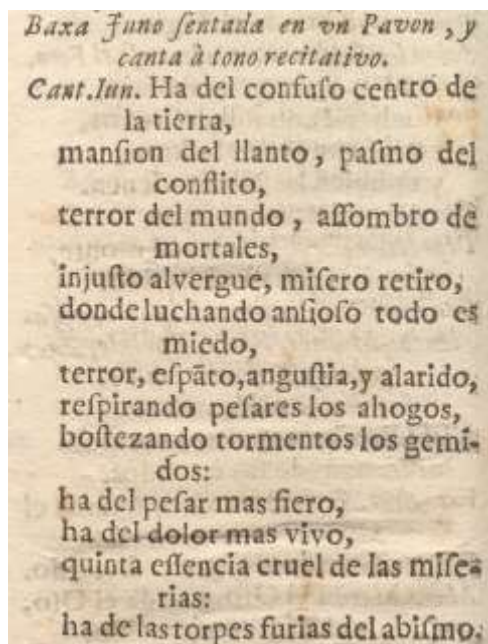 Baxa Juno ſentada en vn Pavon, y
canta à tono recitativo.
Cant.Iun. Ha del confuſo centro de
la tierra,
manſion del llanto, paſmo del
conflito,
terror del mundo, aſſombro de
mortales,
injuſto alvergue, miſero retiro,
donde luchando anſioſo todo es
miedo,
terror, eſpãto,anguſtia,y alarido,
reſpirando peſares los ahogos,
boſtezando tormentos los gemi-
dos:
ha del peſar mas fiero,
ha del dolor mas vivo,
quinta eſſencia cruel de las miſe-
rias:
ha de las torpes furias del abiſmo,